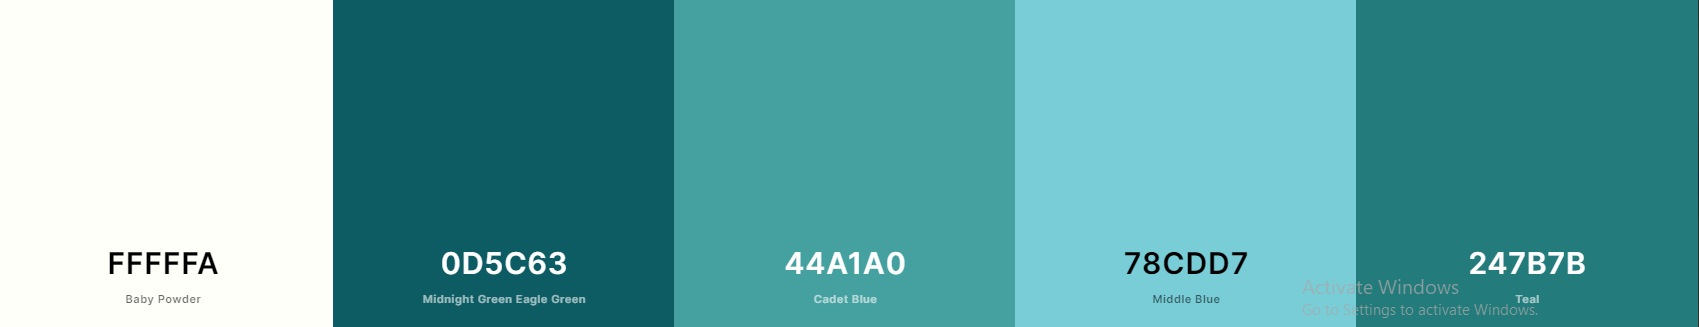 FFFFFA
Baby Powder
0D5C63
Midnight Green Eagle Green
44A1A0
Cadet Blue
78CDD7
Middle Blue
247B7B
Teal
Activate Windows
Go to Settings to activate Windows.